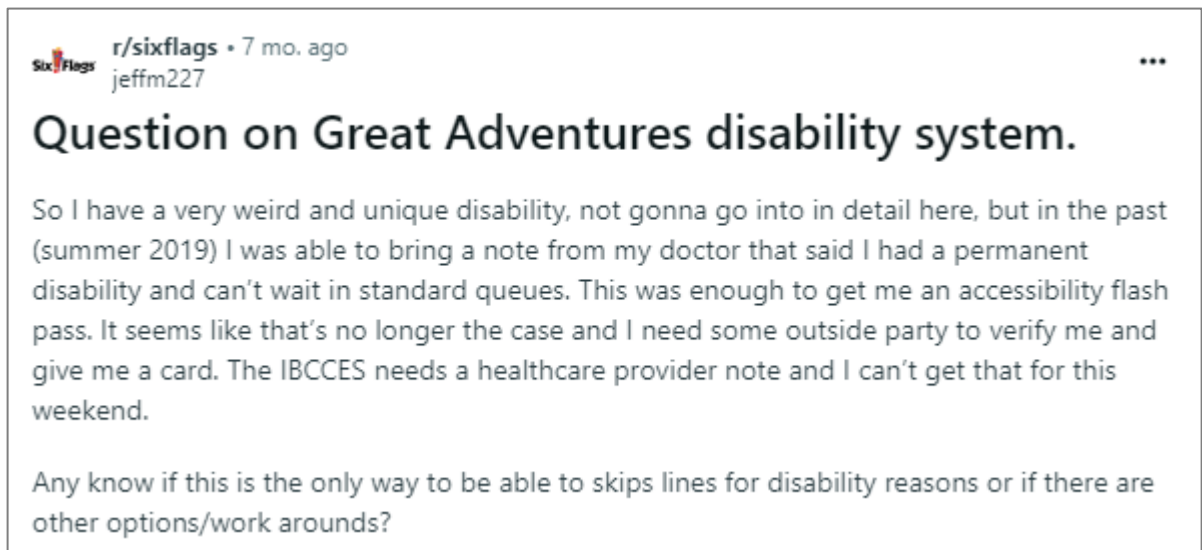 r/sixflags • 7 mo. ago
Six Flags
jeffm227
Question on Great Adventures disability system.
So I have a very weird and unique disability, not gonna go into in detail here, but in the past
(summer 2019) I was able to bring a note from my doctor that said I had a permanent
disability and can't wait in standard queues. This was enough to get me an accessibility flash
pass. It seems like that's no longer the case and I need some outside party to verify me and
give me a card. The IBCCES needs a healthcare provider note and I can't get that for this
weekend.
Any know if this is the only way to be able to skips lines for disability reasons or if there are
other options/work arounds?